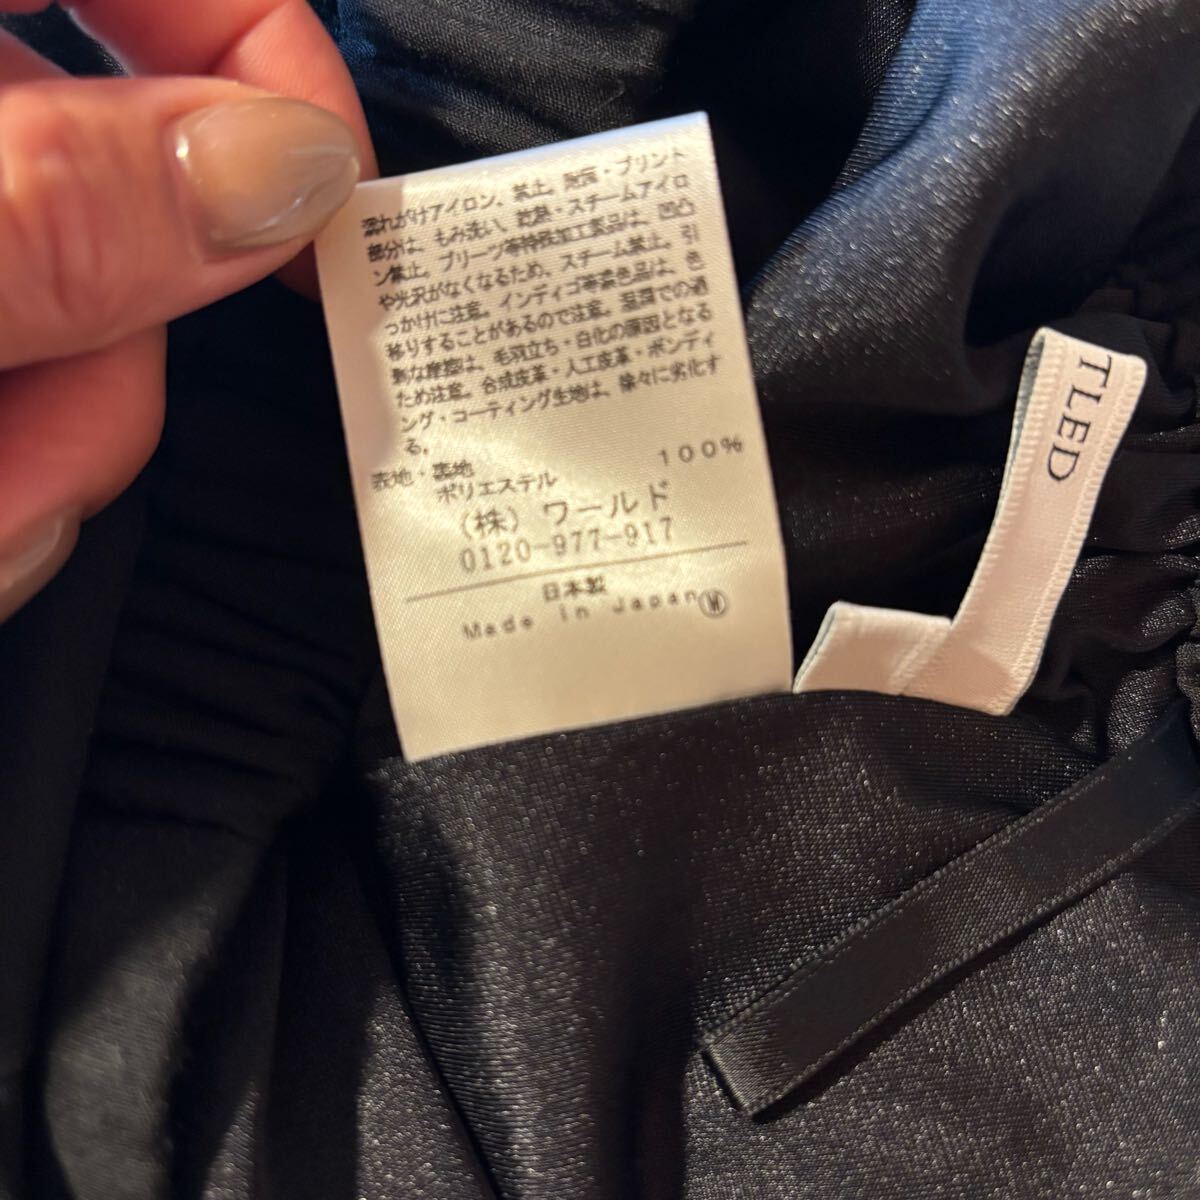 濡れがけアイロン、禁止。脱落・プリント
部分は、もみ洗い、乾燥・スチームアイロ
ン禁止。プリーツ等特殊加工製品は、凹凸
や光沢がなくなるため、スチーム禁止。引
っかけに注意。インディゴ等濃色品は、色
移りすることがあるので注意。湿潤での過
剰な摩擦は、毛羽立ち・白化の原因となる
ため注意。合成皮革・人工皮革・ボンディ
ング・コーティング生地は、徐々に劣化す
る。
表地・裏地
ポリエステル 100%
(株) ワールド
0120-977-917
日本製
Made in Japan Ⓦ
TLED